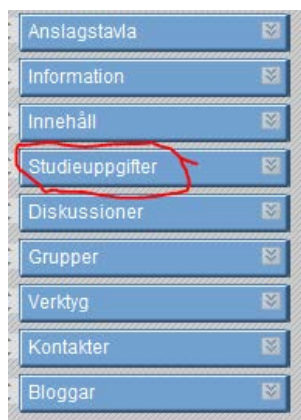 Anslagstavla
Information
Innehåll
Studieuppgifter
Diskussioner
Grupper
Verktyg
Kontakter
Bloggar